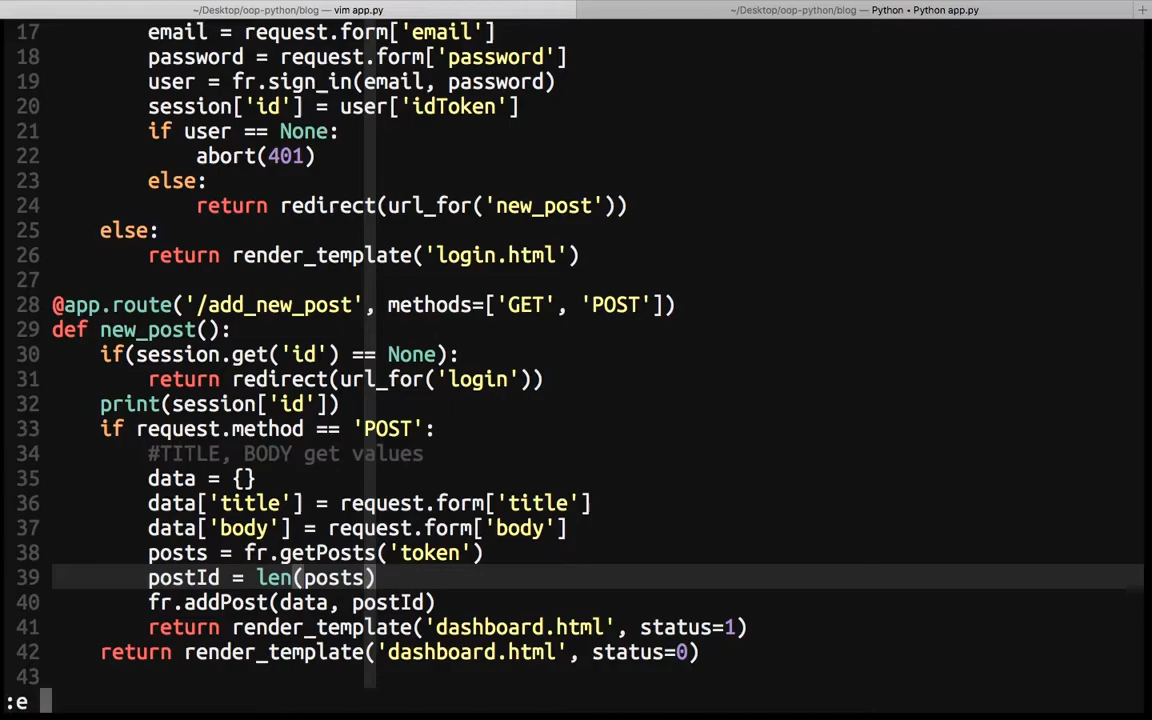 ~/Desktop/oop-python/blog — vim app.py
~/Desktop/oop-python/blog — Python • Python app.py
+
17 email = request.form['email']
18 password = request.form['password']
19 user = fr.sign_in(email, password)
20 session['id'] = user['idToken']
21 if user == None:
22 abort(401)
23 else:
24 return redirect(url_for('new_post'))
25 else:
26 return render_template('login.html')
27
28 @app.route('/add_new_post', methods=['GET', 'POST'])
29 def new_post():
30 if(session.get('id') == None):
31 return redirect(url_for('login'))
32 print(session['id'])
33 if request.method == 'POST':
34 #TITLE, BODY get values
35 data = {}
36 data['title'] = request.form['title']
37 data['body'] = request.form['body']
38 posts = fr.getPosts('token')
39 postId = len(posts)
40 fr.addPost(data, postId)
41 return render_template('dashboard.html', status=1)
42 return render_template('dashboard.html', status=0)
43
:e